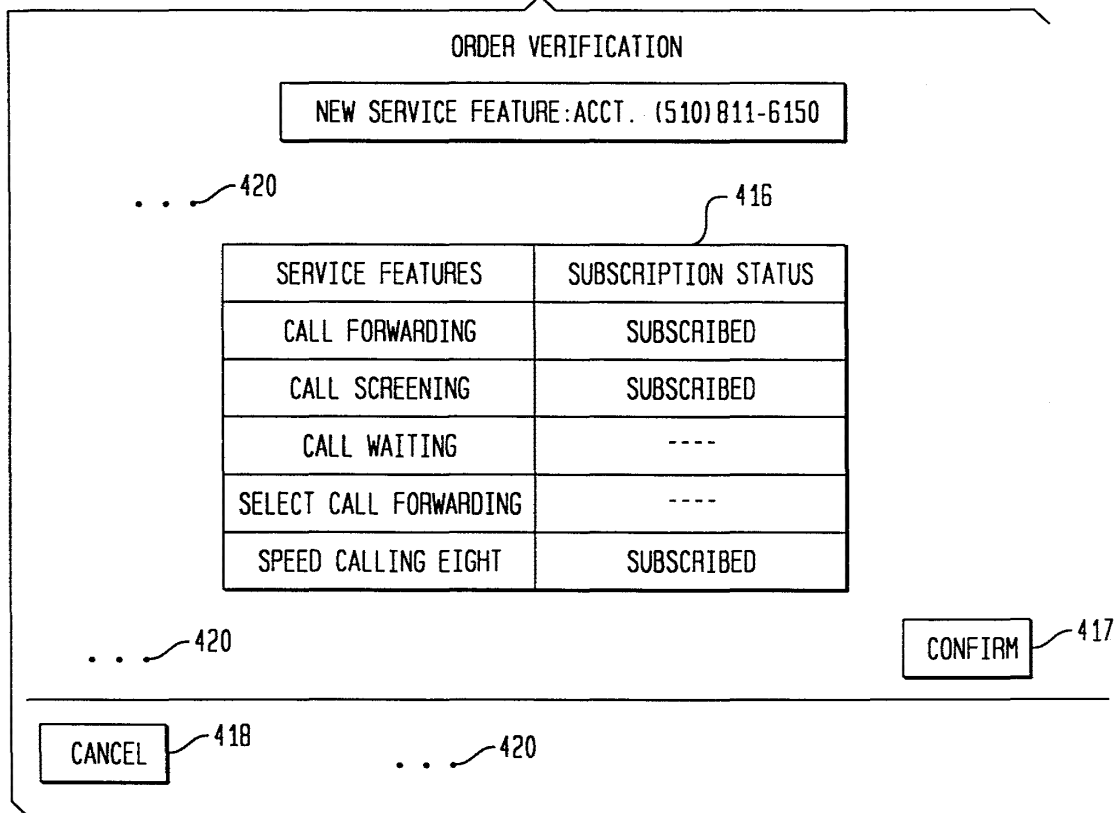 ORDER VERIFICATION
NEW SERVICE FEATURE:ACCT. (510)811-6150
. . . 420
416
SERVICE FEATURES SUBSCRIPTION STATUS
CALL FORWARDING SUBSCRIBED
CALL SCREENING SUBSCRIBED
CALL WAITING ----
SELECT CALL FORWARDING ----
SPEED CALLING EIGHT SUBSCRIBED
. . . 420
CONFIRM 417
CANCEL 418
. . . 420